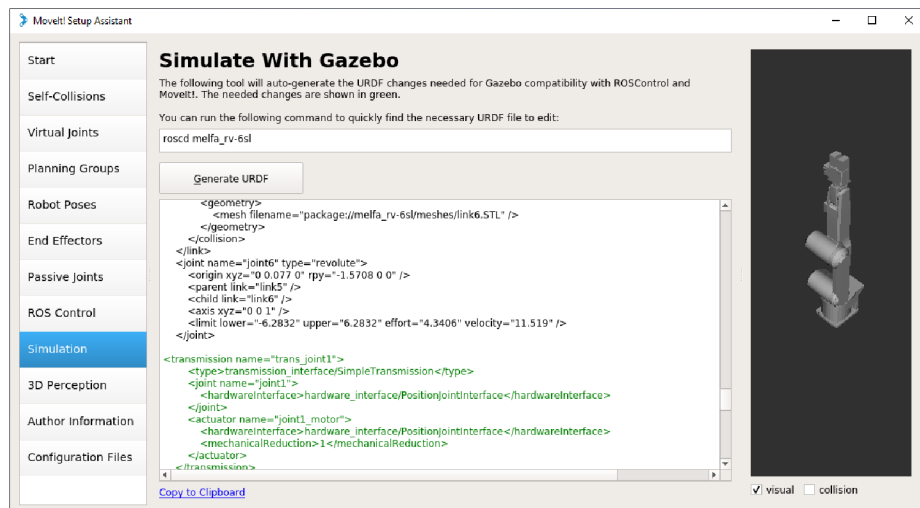 MoveIt! Setup Assistant
Start
Self-Collisions
Virtual Joints
Planning Groups
Robot Poses
End Effectors
Passive Joints
ROS Control
Simulation
3D Perception
Author Information
Configuration Files
Simulate With Gazebo
The following tool will auto-generate the URDF changes needed for Gazebo compatibility with ROSControl and
MoveIt!. The needed changes are shown in green.
You can run the following command to quickly find the necessary URDF file to edit:
roscd melfa_rv-6sl
Generate URDF
<geometry>
<mesh filename="package://melfa_rv-6sl/meshes/link6.STL" />
</geometry>
</collision>
</link>
<joint name="joint6" type="revolute">
<origin xyz="0 0.077 0" rpy="-1.5708 0 0" />
<parent link="link5" />
<child link="link6" />
<axis xyz="0 0 1" />
<limit lower="-6.2832" upper="6.2832" effort="4.3406" velocity="11.519" />
</joint>
<transmission name="trans_joint1">
<type>transmission_interface/SimpleTransmission</type>
<joint name="joint1">
<hardwareInterface>hardware_interface/PositionJointInterface</hardwareInterface>
</joint>
<actuator name="joint1_motor">
<hardwareInterface>hardware_interface/PositionJointInterface</hardwareInterface>
<mechanicalReduction>1</mechanicalReduction>
</actuator>
</transmission>
Copy to Clipboard
visual
collision